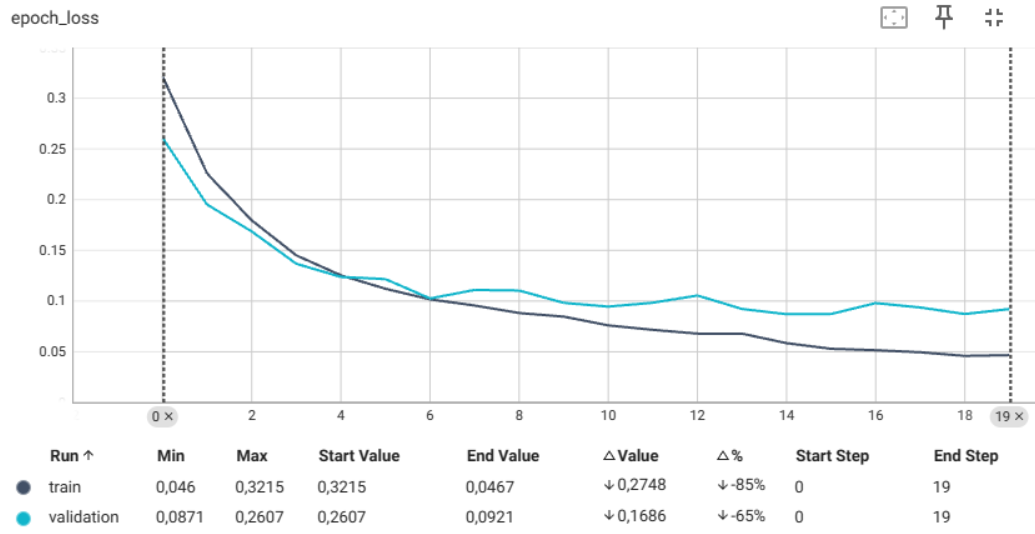 epoch_loss
0.3
0.25
0.2
0.15
0.1
0.05
0 × 2 4 6 8 10 12 14 16 18 19 ×
Run ↑ Min Max Start Value End Value △ Value △ % Start Step End Step
train 0,046 0,3215 0,3215 0,0467 ↓ 0,2748 ↓ -85% 0 19
validation 0,0871 0,2607 0,2607 0,0921 ↓ 0,1686 ↓ -65% 0 19